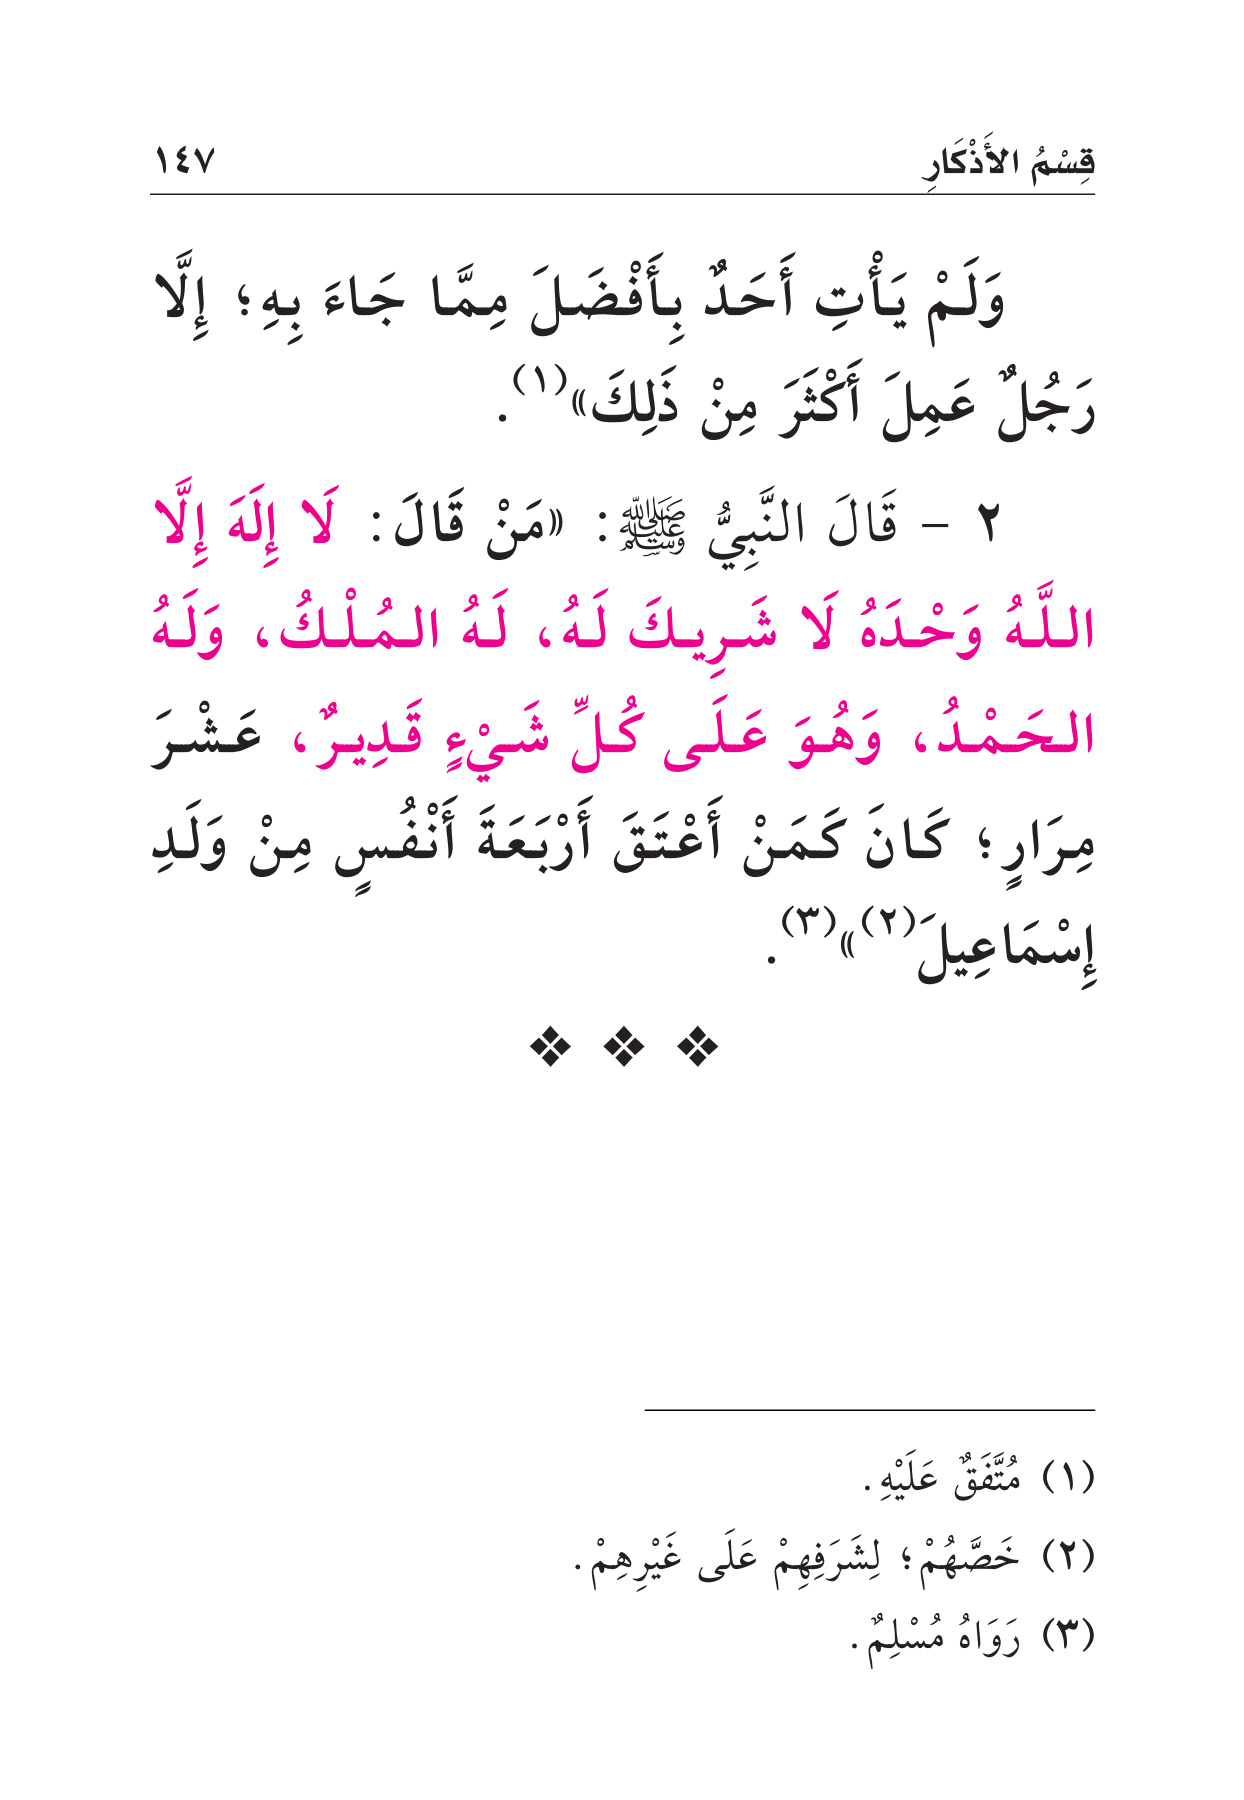 قِسْمُ الأَذْكَارِ ١٤٧
وَلَمْ يَأْتِ أَحَدٌ بِأَفْضَلَ مِمَّا جَاءَ بِهِ؛ إِلَّا
رَجُلٌ عَمِلَ أَكْثَرَ مِنْ ذَلِكَ»(١).
٢ - قَالَ النَّبِيُّ ﷺ: «مَنْ قَالَ: لَا إِلَهَ إِلَّا
اللَّهُ وَحْدَهُ لَا شَرِيكَ لَهُ، لَهُ المُلْكُ، وَلَهُ
الحَمْدُ، وَهُوَ عَلَى كُلِّ شَيْءٍ قَدِيرٌ، عَشْرَ
مِرَارٍ؛ كَانَ كَمَنْ أَعْتَقَ أَرْبَعَةَ أَنْفُسٍ مِنْ وَلَدِ
إِسْمَاعِيلَ(٢)»(٣).
(١) مُتَّفَقٌ عَلَيْهِ.
(٢) خَصَّهُمْ؛ لِشَرَفِهِمْ عَلَى غَيْرِهِمْ.
(٣) رَوَاهُ مُسْلِمٌ.